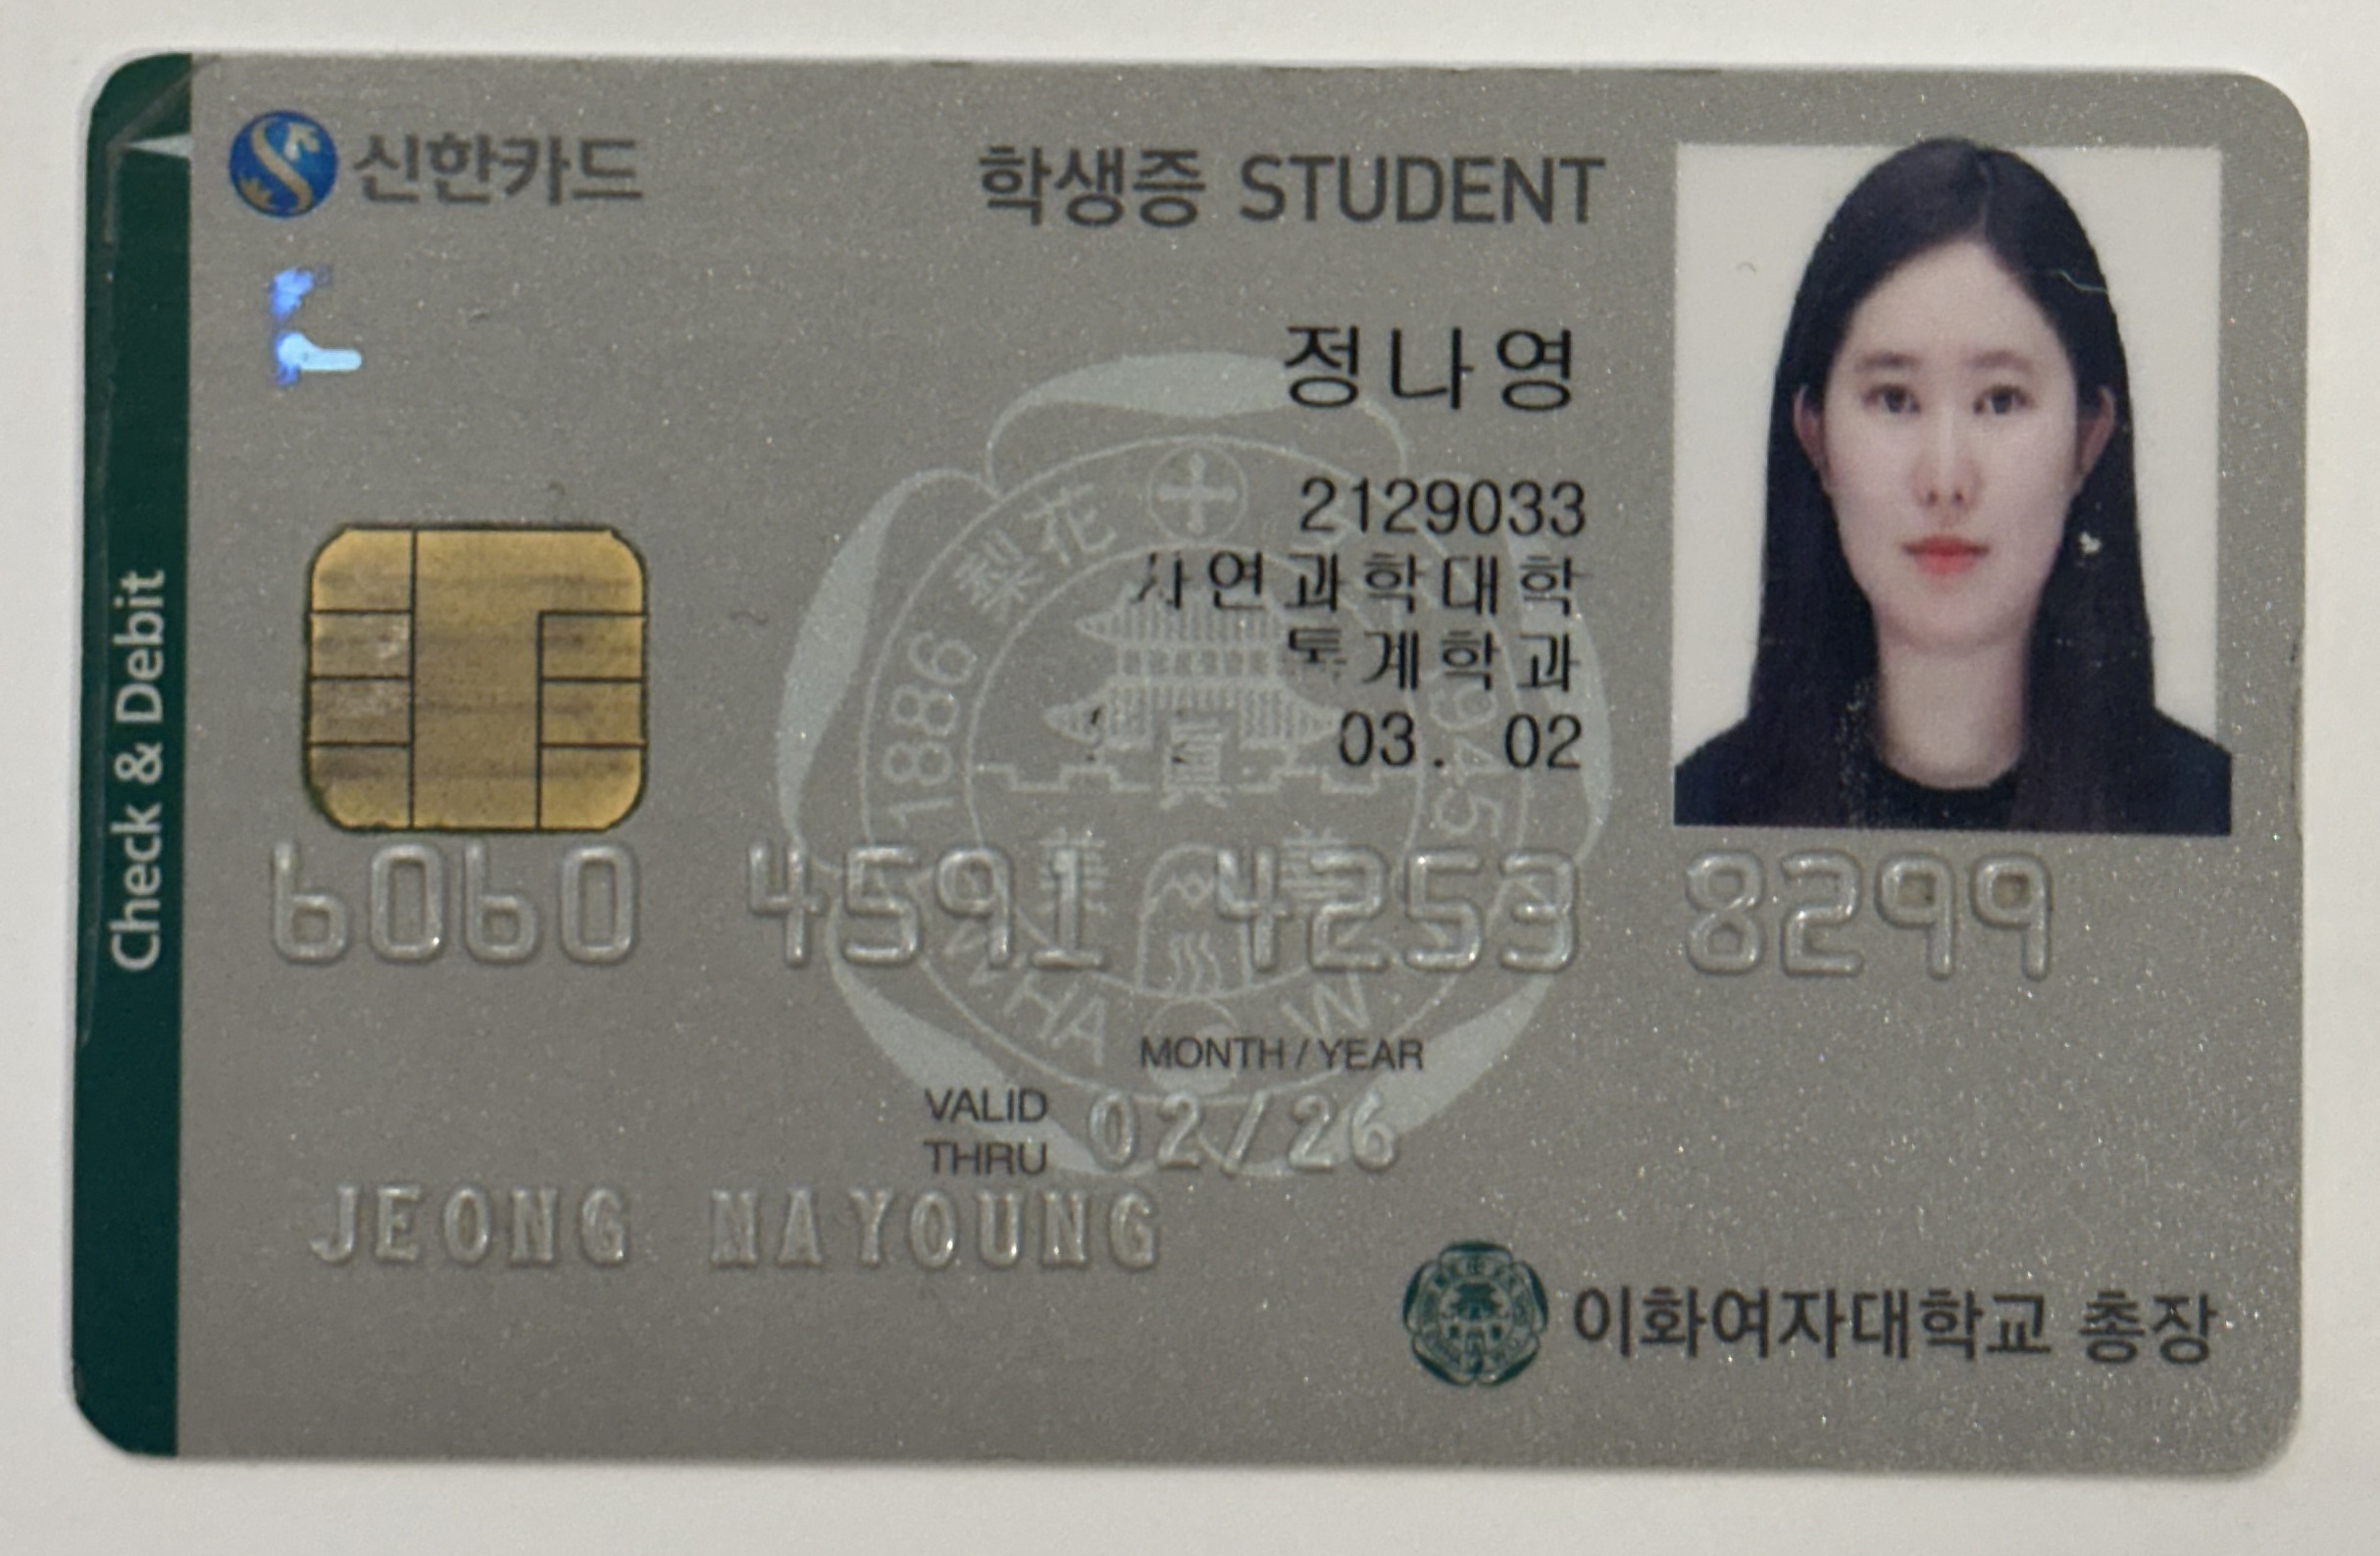 신한카드
학생증 STUDENT
정나영
2129033
자연과학대학
통계학과
03. 02
1886 梨花
眞
Check & Debit
6060 4591 4253 8299
MONTH / YEAR
VALID THRU 02/26
JEONG NAYOUNG
이화여자대학교 총장